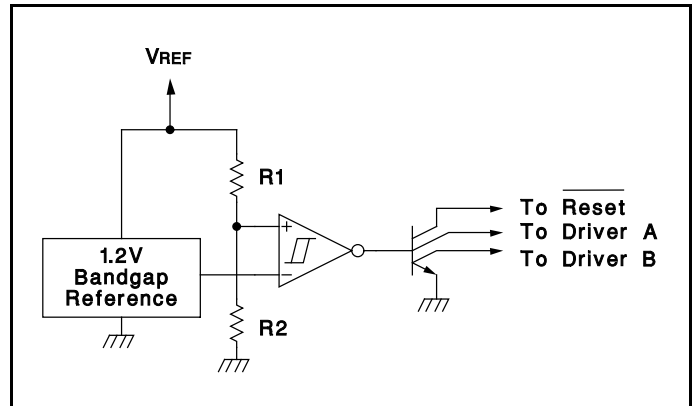 VREF
R1
+
1.2V
Bandgap
Reference
−
R2
To Reset
To Driver A
To Driver B